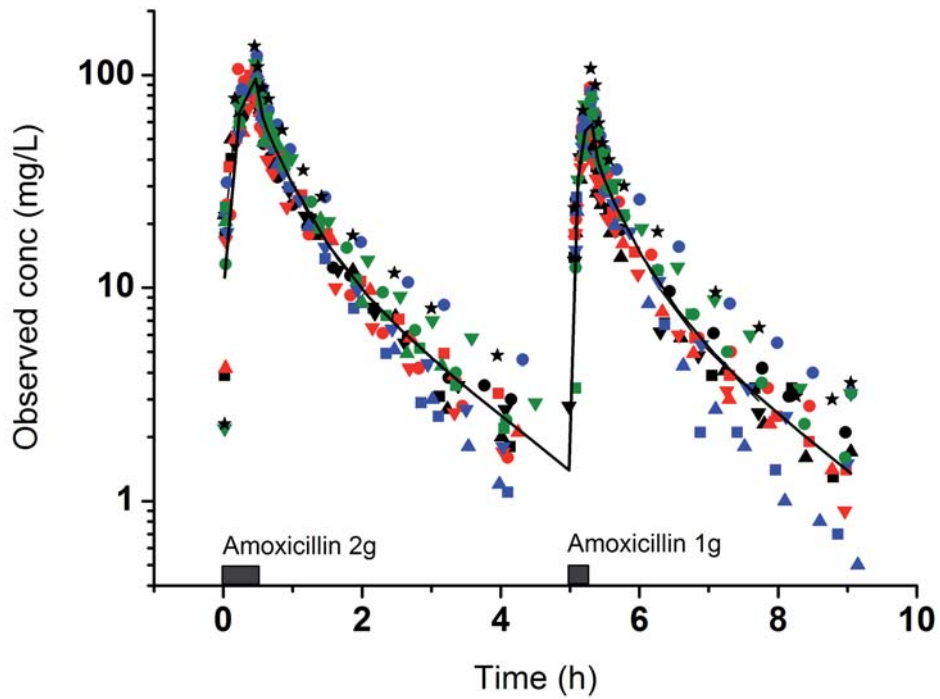 Observed conc (mg/L)
100
10
1
Amoxicillin 2g
Amoxicillin 1g
0
2
4
6
8
10
Time (h)